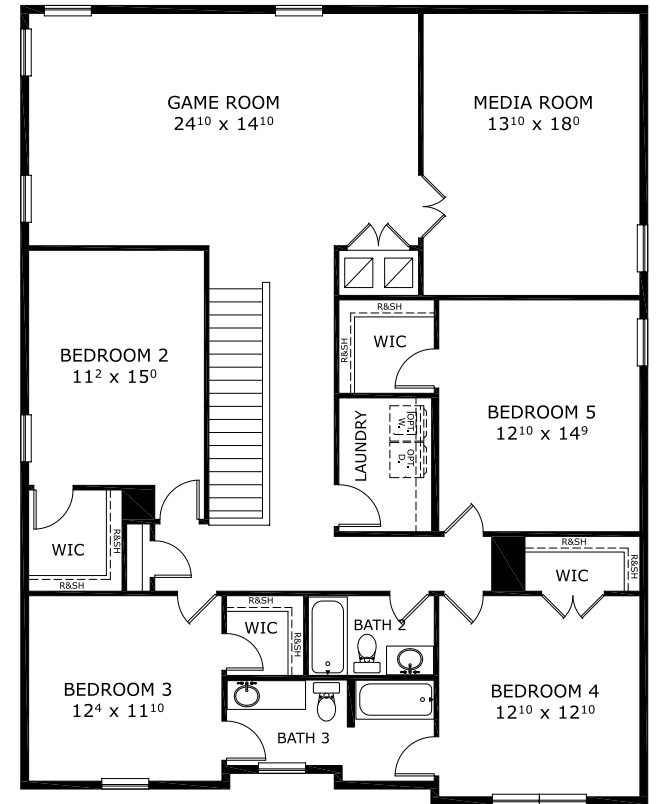 GAME ROOM
24¹⁰ x 14¹⁰
MEDIA ROOM
13¹⁰ x 18⁰
R&SH
R&SH
WIC
BEDROOM 2
11² x 15⁰
BEDROOM 5
12¹⁰ x 14⁹
LAUNDRY
(OPT.
W.)
OPT.
D.
WIC
R&SH
R&SH
R&SH
WIC
R&SH
R&SH
WIC
R&SH
BATH 2
BEDROOM 3
12⁴ x 11¹⁰
BEDROOM 4
12¹⁰ x 12¹⁰
BATH 3